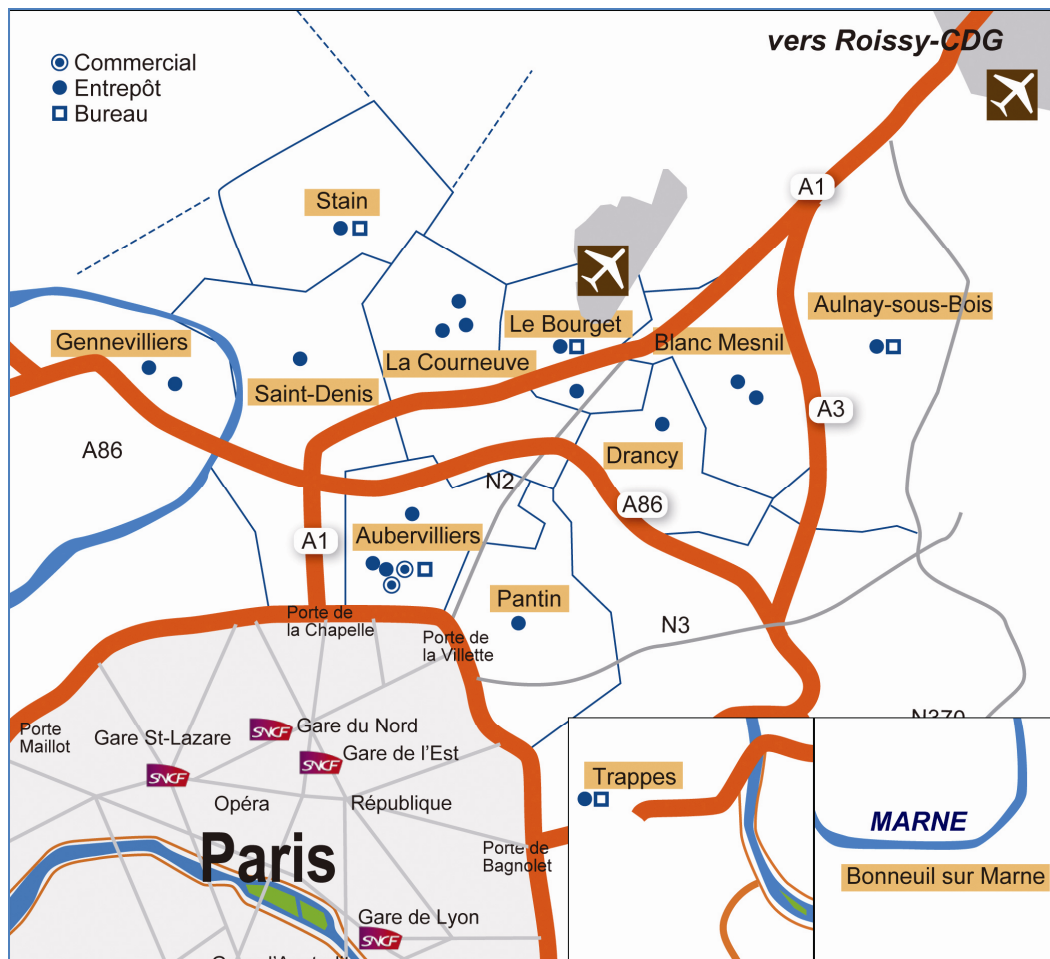 vers Roissy-CDG
Commercial
Entrepôt
Bureau
A1
Stain
Aulnay-sous-Bois
Le Bourget
Gennevilliers
Blanc Mesnil
La Courneuve
Saint-Denis
A3
A86
Drancy
N2
A86
Aubervilliers
A1
Pantin
Porte de
la Chapelle
N3
Porte de
la Villette
N370
Porte
Maillot
Gare du Nord
SNCF
Gare St-Lazare
Gare de l'Est
SNCF
SNCF
Trappes
Opéra
République
MARNE
Paris
Porte de
Bagnolet
Bonneuil sur Marne
Gare de Lyon
SNCF